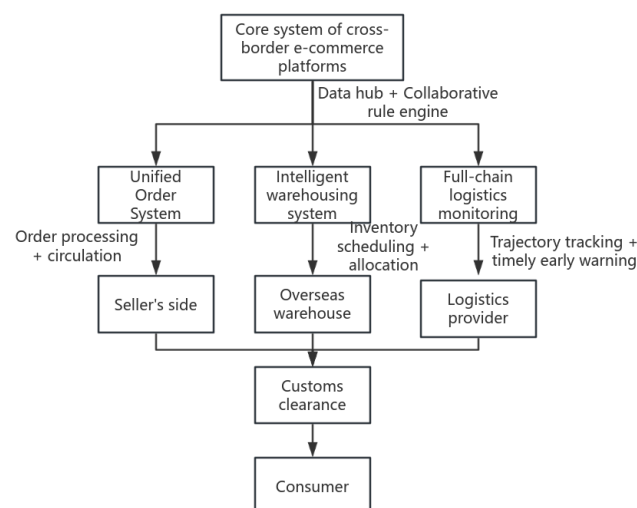 Core system of cross-
border e-commerce
platforms
Data hub + Collaborative
rule engine
Unified
Order
System
Intelligent
warehousing
system
Full-chain
logistics
monitoring
Order processing
+ circulation
Inventory
scheduling +
allocation
Trajectory tracking +
timely early warning
Seller's side
Overseas
warehouse
Logistics
provider
Customs
clearance
Consumer